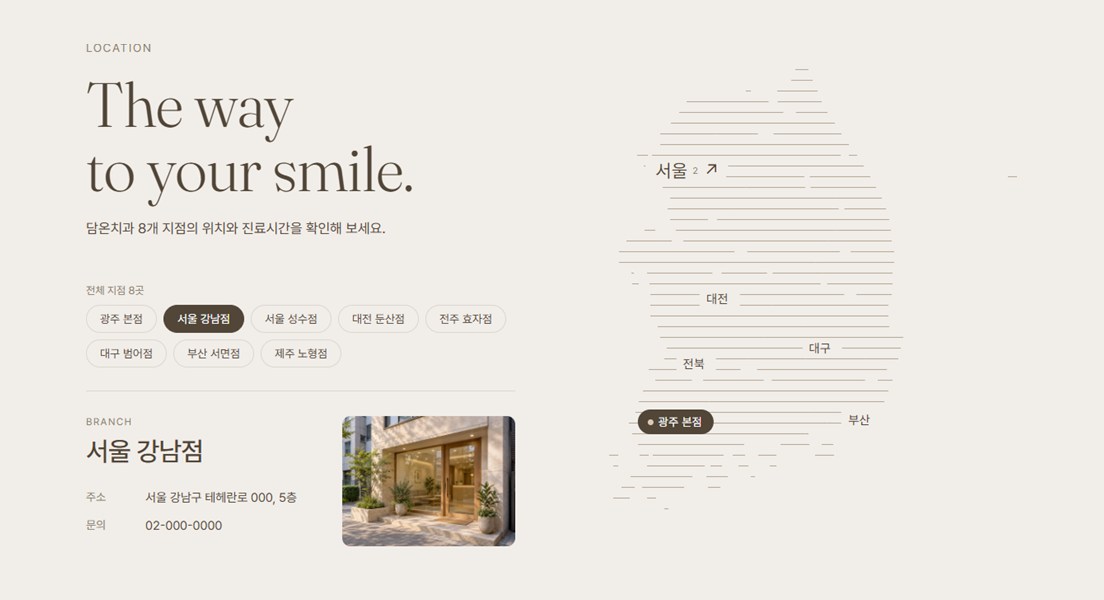 LOCATION
The way
to your smile.
담온치과 8개 지점의 위치와 진료시간을 확인해 보세요.
전체 지점 8곳
광주 본점
서울 강남점
서울 성수점
대전 둔산점
전주 효자점
대구 범어점
부산 서면점
제주 노형점
BRANCH
서울 강남점
주소 서울 강남구 테헤란로 000, 5층
문의 02-000-0000
서울 2
대전
대구
전북
광주 본점
부산